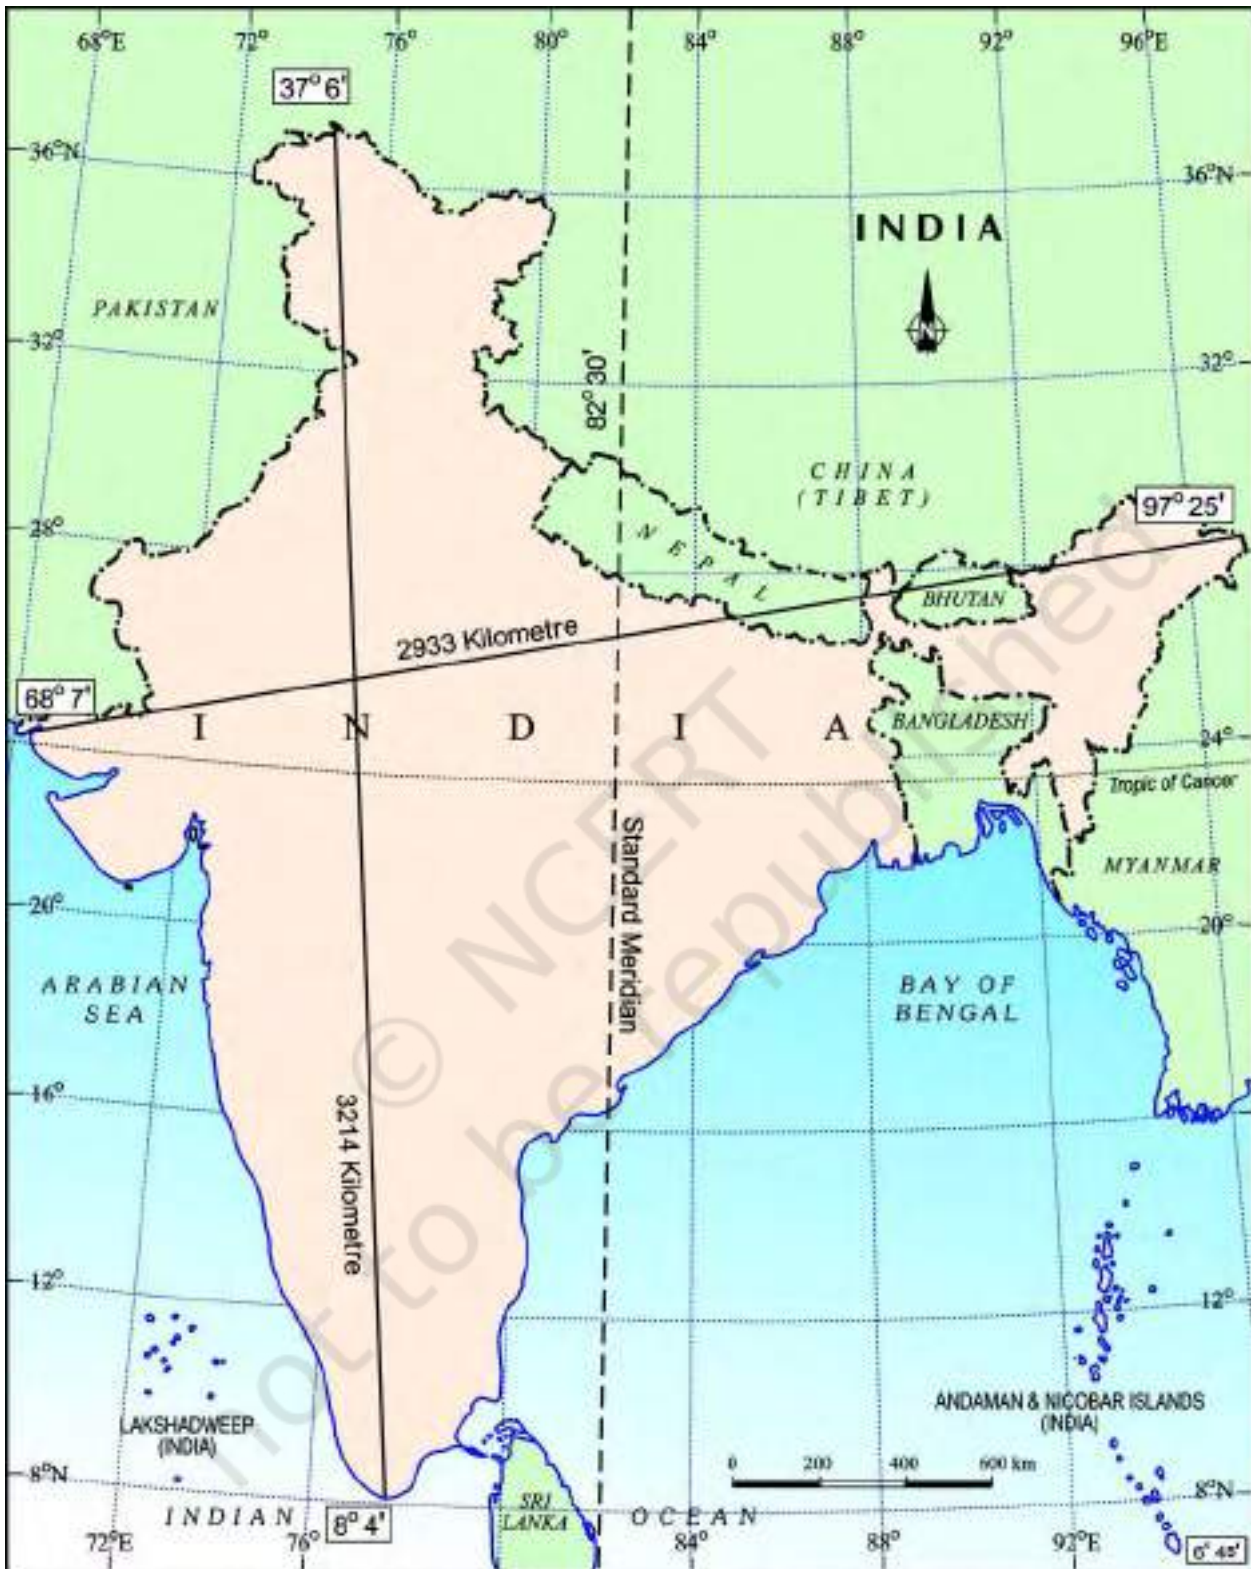 68°E 72° 76° 80° 84° 88° 92° 96°E
37° 6'
36°N
36°N
INDIA
PAKISTAN
N
32°
32°
82° 30'
CHINA
(TIBET)
97° 25'
28°
28°
NEPAL
BHUTAN
2933 Kilometre
68° 7'
I N D I A
BANGLADESH
24°
Tropic of Cancer
Standard Meridian
MYANMAR
20°
20°
ARABIAN
SEA
BAY OF
BENGAL
16°
3214 Kilometre
12°
12°
LAKSHADWEEP
(INDIA)
ANDAMAN & NICOBAR ISLANDS
(INDIA)
0 200 400 600 km
8°N
8°N
INDIAN
8° 4'
SRI
LANKA
OCEAN
72°E 76° 84° 88° 92°E
6° 45'
© NCERT
not to be republished